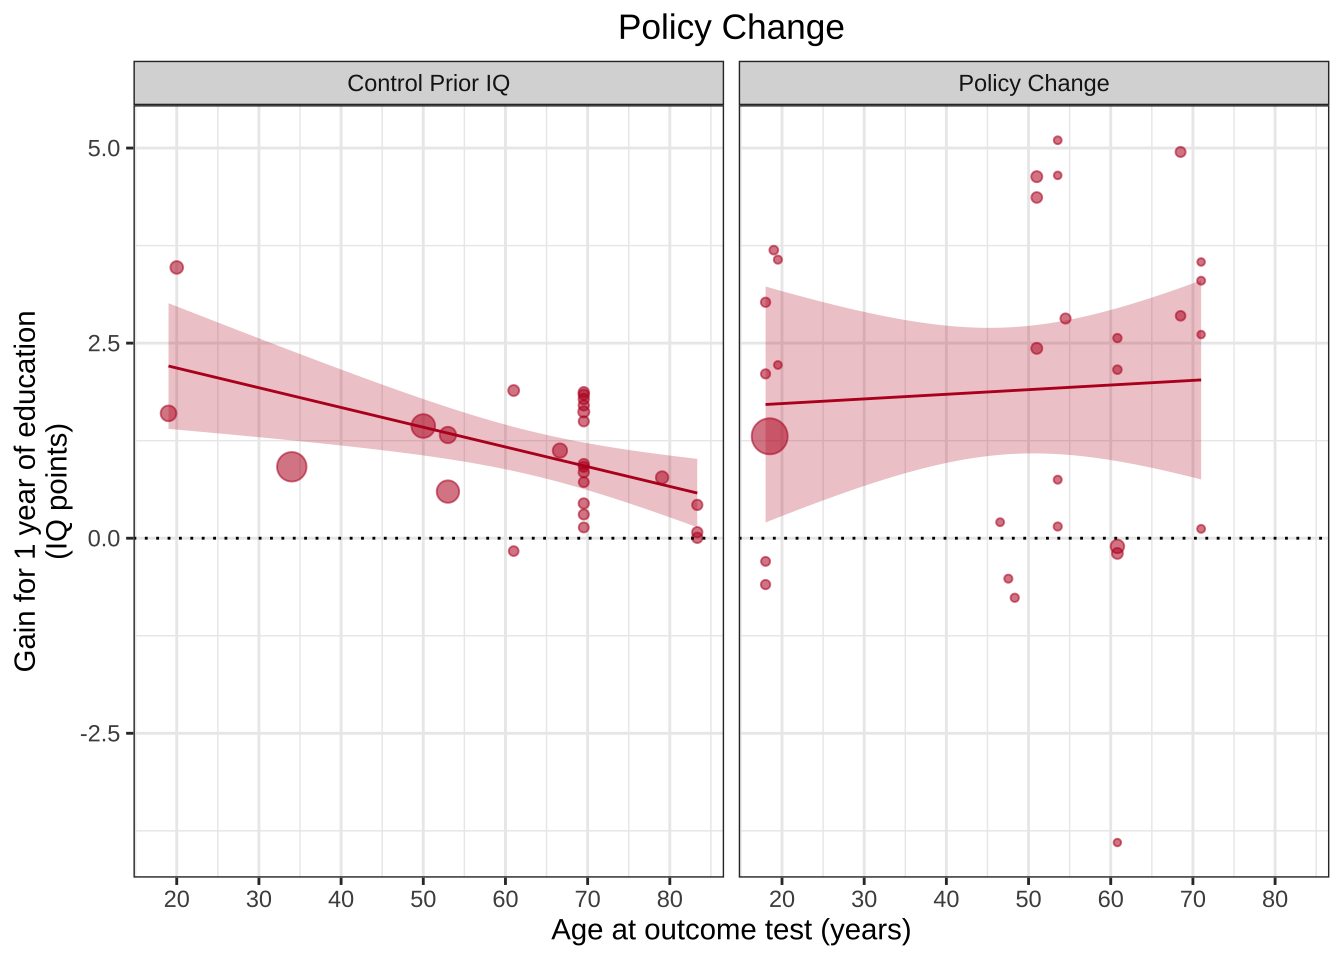 Policy Change
Control Prior IQ
Policy Change
Gain for 1 year of education
(IQ points)
5.0
2.5
0.0
-2.5
20 30 40 50 60 70 80
20 30 40 50 60 70 80
Age at outcome test (years)